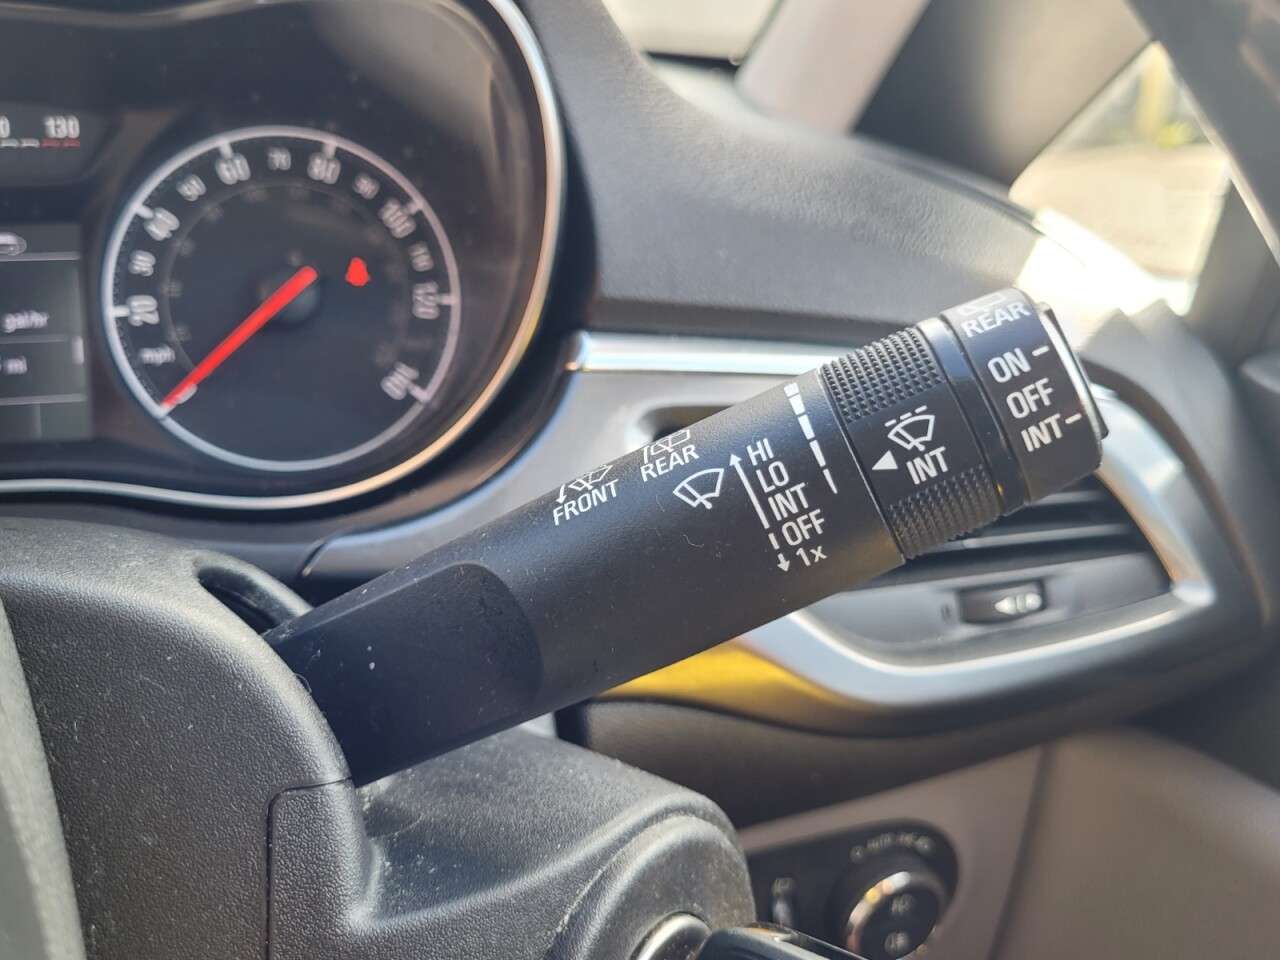 130
20
30
40
50
60
70
80
90
100
110
120
140
mph
gal/hr
mi
FRONT
REAR
HI
LO
INT
OFF
1x
INT
REAR
ON
OFF
INT